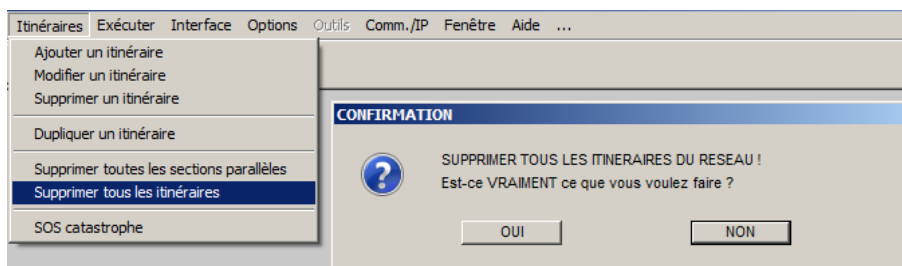 Itinéraires Exécuter Interface Options Outils Comm./IP Fenêtre Aide ...
Ajouter un itinéraire
Modifier un itinéraire
Supprimer un itinéraire
Dupliquer un itinéraire
Supprimer toutes les sections parallèles
Supprimer tous les itinéraires
SOS catastrophe
CONFIRMATION
SUPPRIMER TOUS LES ITINERAIRES DU RESEAU !
Est-ce VRAIMENT ce que vous voulez faire ?
OUI NON